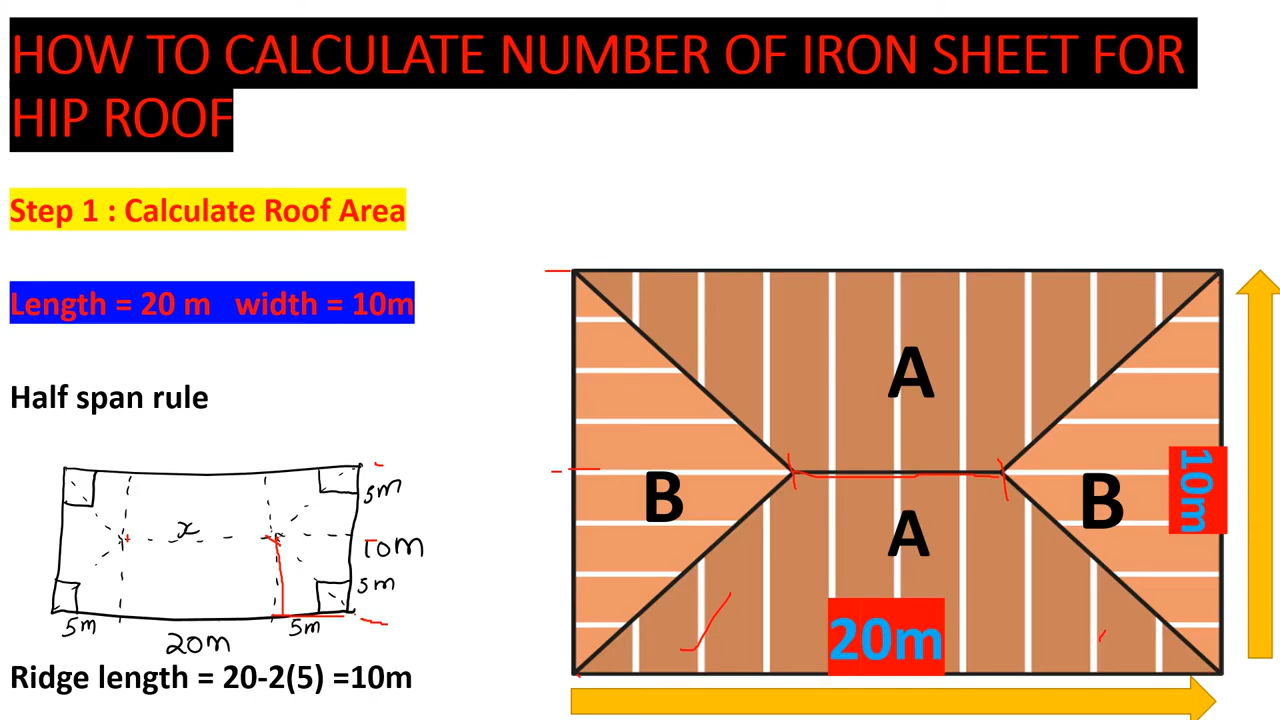 HOW TO CALCULATE NUMBER OF IRON SHEET FOR
HIP ROOF
Step 1 : Calculate Roof Area
Length = 20 m width = 10m
Half span rule
x
5m
10m
5m
5m
5m
20m
Ridge length = 20-2(5) =10m
A
B
B
A
10m
20m